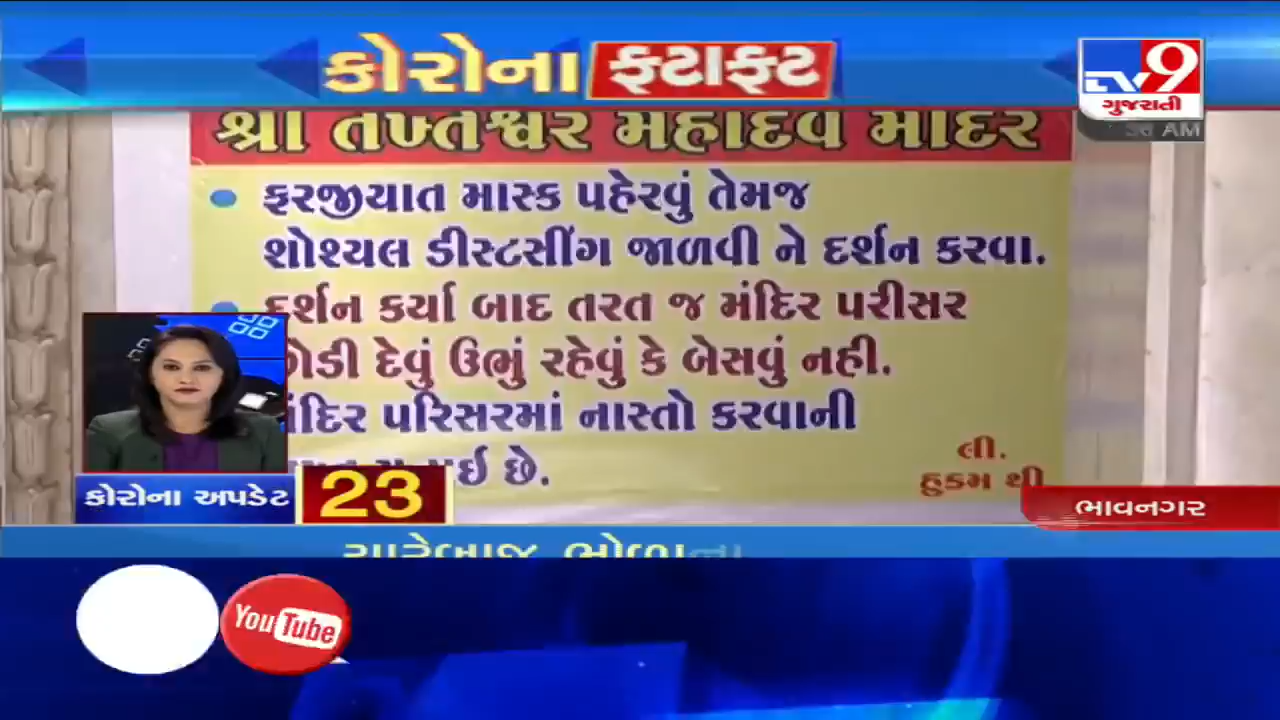 કોરોના ફટાફટ
TV9
ગુજરાતી
AM
શ્રી તખ્તેશ્વર મહાદેવ મંદિર
ફરજીયાત માસ્ક પહેરવું તેમજ
શોશ્યલ ડીસ્ટસીંગ જાળવી ને દર્શન કરવા.
દર્શન કર્યા બાદ તરત જ મંદિર પરીસર
દેવું ઉભું રહેવું કે બેસવું નહી.
પરિસરમાં નાસ્તો કરવાની
છે.
લી.
હુકમ થી
કોરોના અપડેટ
23
ભાવનગર
YouTube